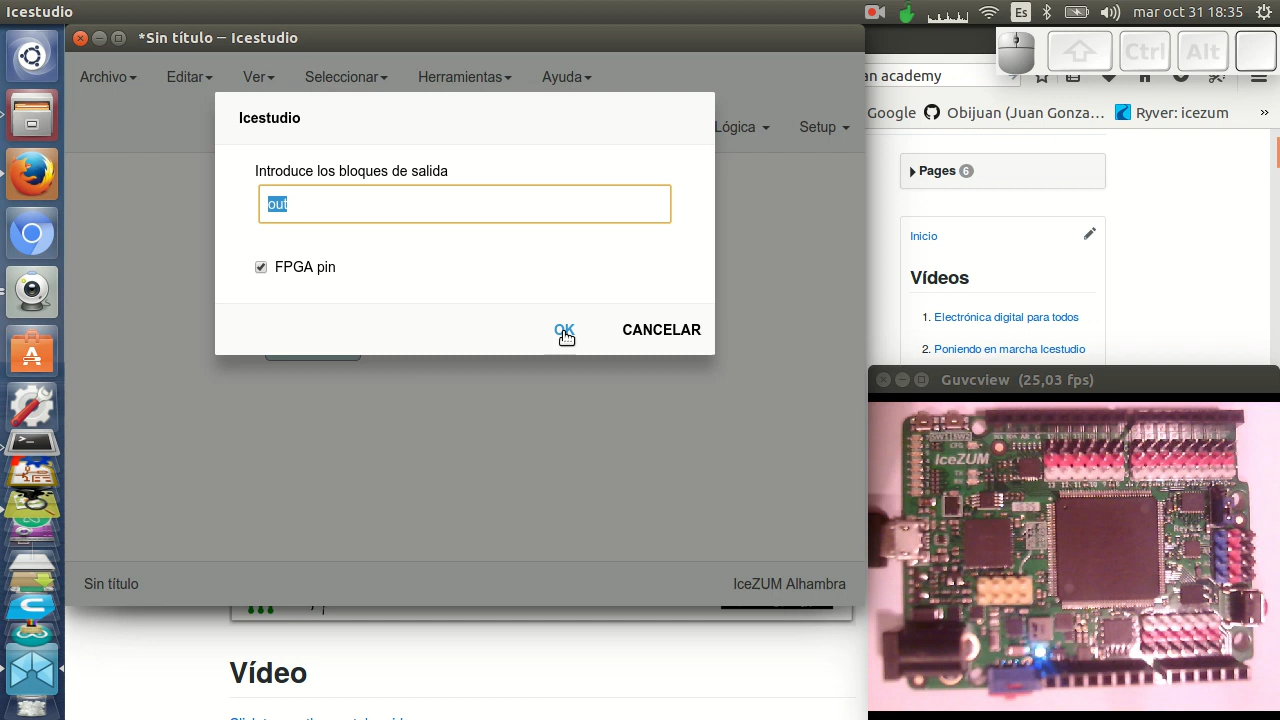 Icestudio
Es
mar oct 31 18:35
*Sin título — Icestudio
Archivo
Editar
Ver
Seleccionar
Herramientas
Ayuda
an academy
Ctrl
Alt
Google
Obijuan (Juan Gonza...
Ryver: icezum
»
Lógica
Setup
Icestudio
Introduce los bloques de salida
out
FPGA pin
OK
CANCELAR
Pages 6
Inicio
Vídeos
1. Electrónica digital para todos
2. Poniendo en marcha Icestudio
Guvcview (25,03 fps)
IceZUM
Sin título
IceZUM Alhambra
Vídeo